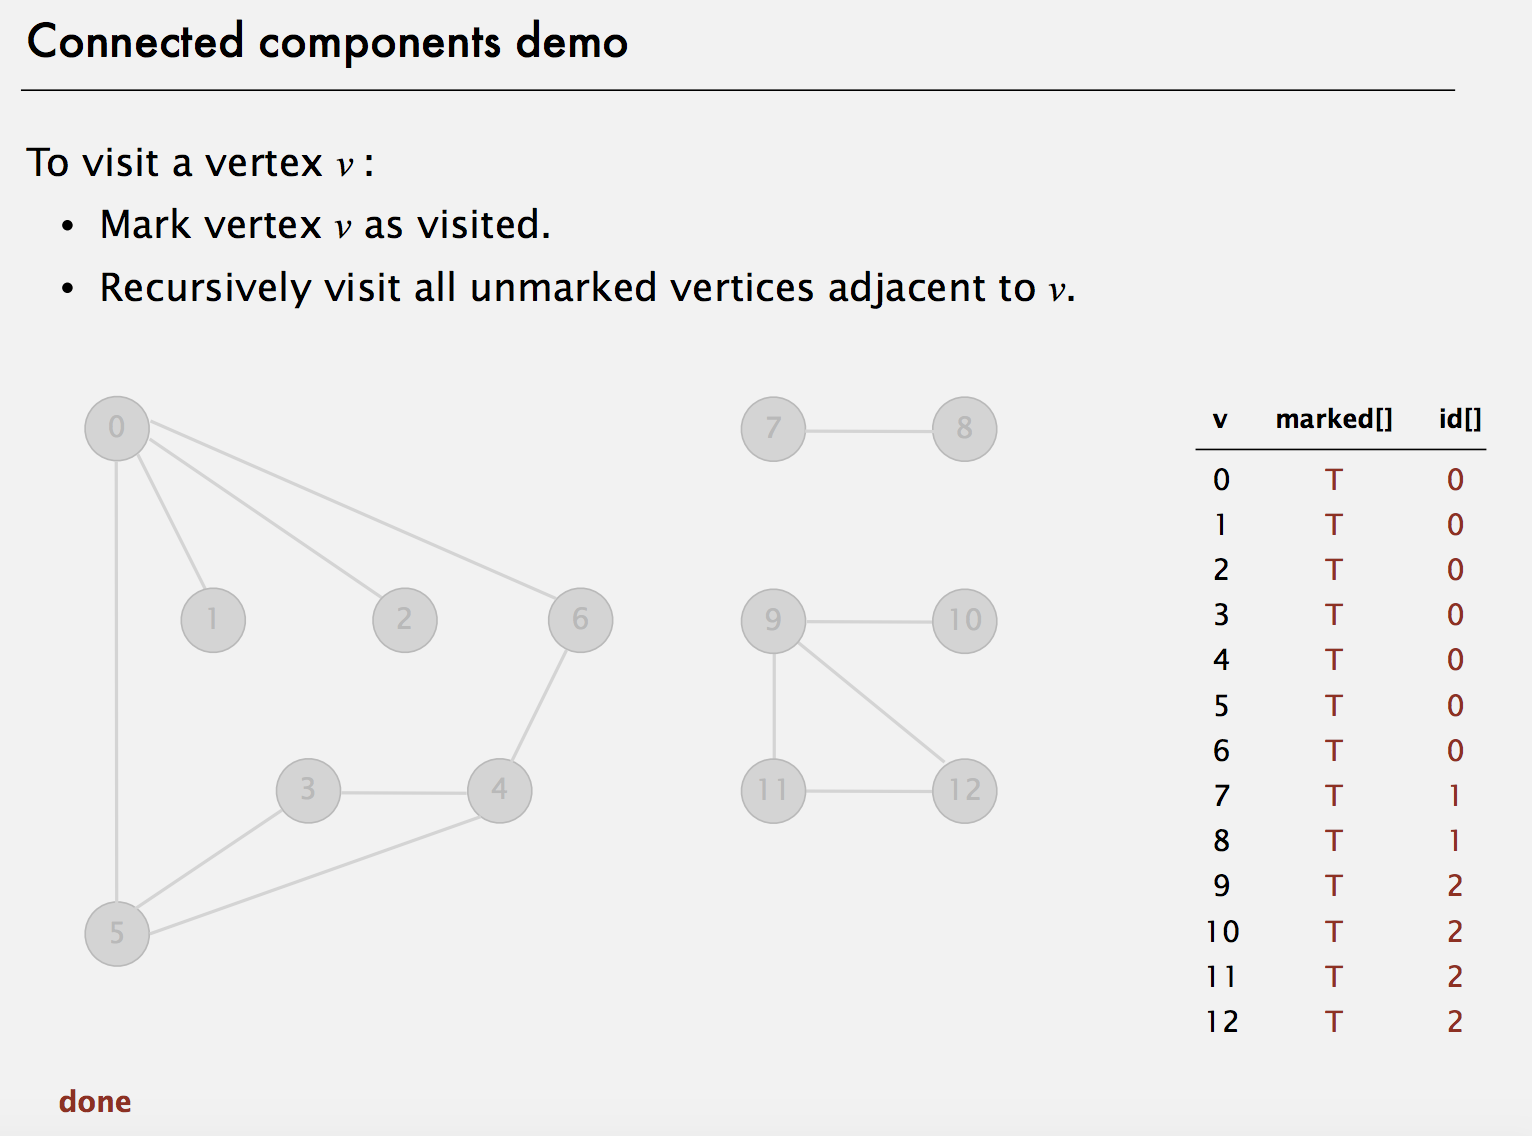 Connected components demo
To visit a vertex v :
• Mark vertex v as visited.
• Recursively visit all unmarked vertices adjacent to v.
0
1
2
6
3
4
5
7
8
9
10
11
12
v marked[] id[]
0 T 0
1 T 0
2 T 0
3 T 0
4 T 0
5 T 0
6 T 0
7 T 1
8 T 1
9 T 2
10 T 2
11 T 2
12 T 2
done